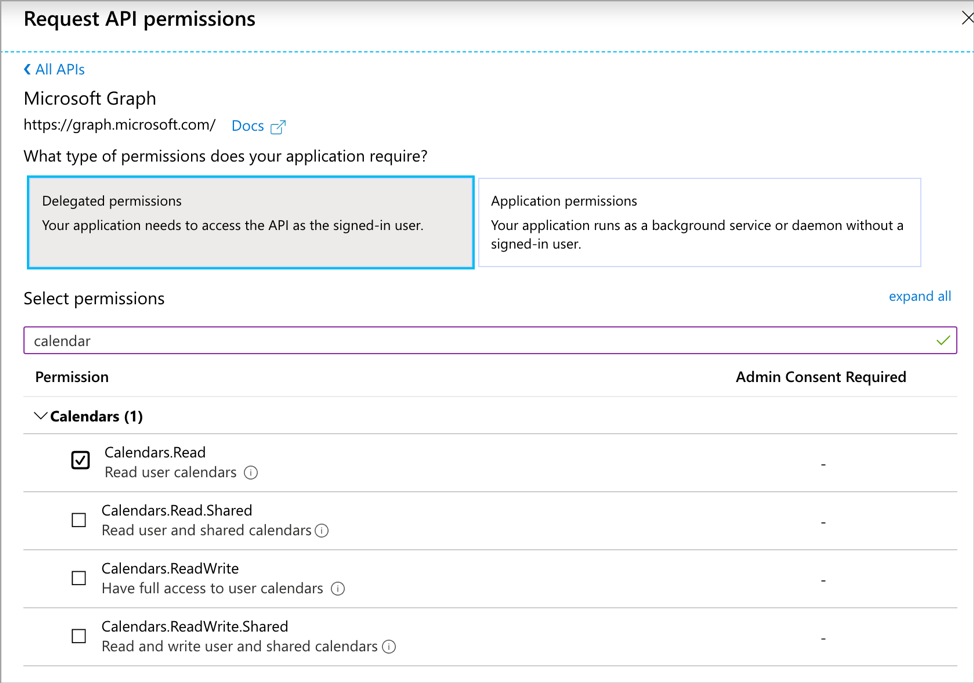 Request API permissions
All APIs
Microsoft Graph
https://graph.microsoft.com/ Docs
What type of permissions does your application require?
Delegated permissions
Your application needs to access the API as the signed-in user.
Application permissions
Your application runs as a background service or daemon without a
signed-in user.
Select permissions
expand all
calendar
Permission Admin Consent Required
Calendars (1)
Calendars.Read
Read user calendars
-
Calendars.Read.Shared
Read user and shared calendars
-
Calendars.ReadWrite
Have full access to user calendars
-
Calendars.ReadWrite.Shared
Read and write user and shared calendars
-